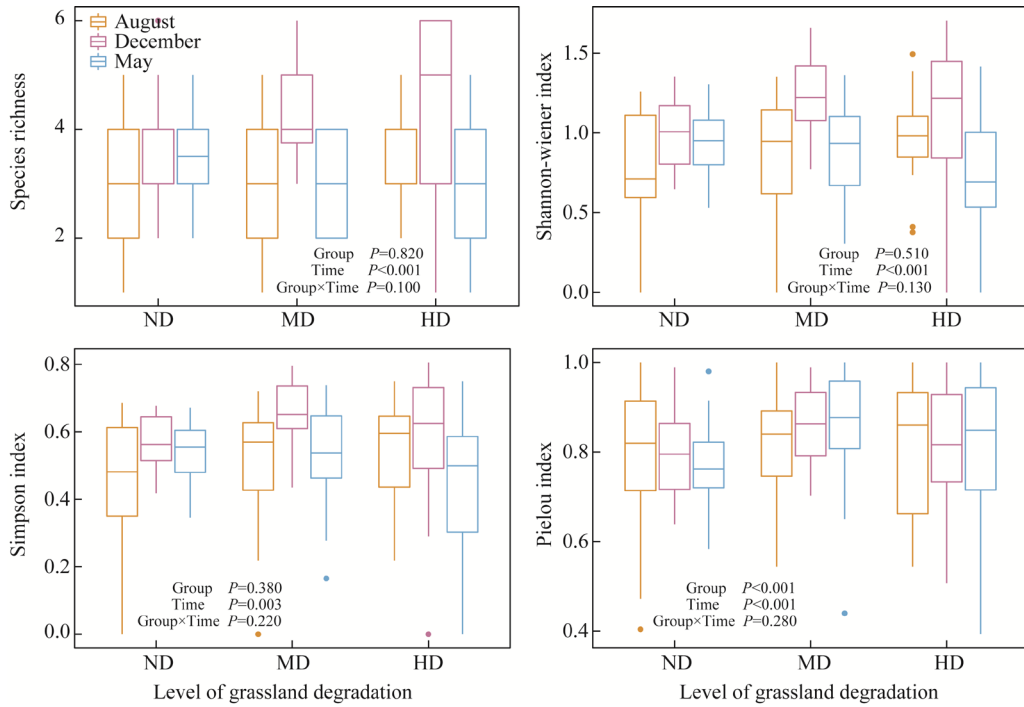 Species richness
6
4
2
August
December
May
Group P=0.820
Time P<0.001
Group×Time P=0.100
ND MD HD
Shannon-wiener index
1.5
1.0
0.5
0.0
Group P=0.510
Time P<0.001
Group×Time P=0.130
ND MD HD
Simpson index
0.8
0.6
0.4
0.2
0.0
Group P=0.380
Time P=0.003
Group×Time P=0.220
ND MD HD
Level of grassland degradation
Pielou index
1.0
0.8
0.6
0.4
Group P<0.001
Time P<0.001
Group×Time P=0.280
ND MD HD
Level of grassland degradation